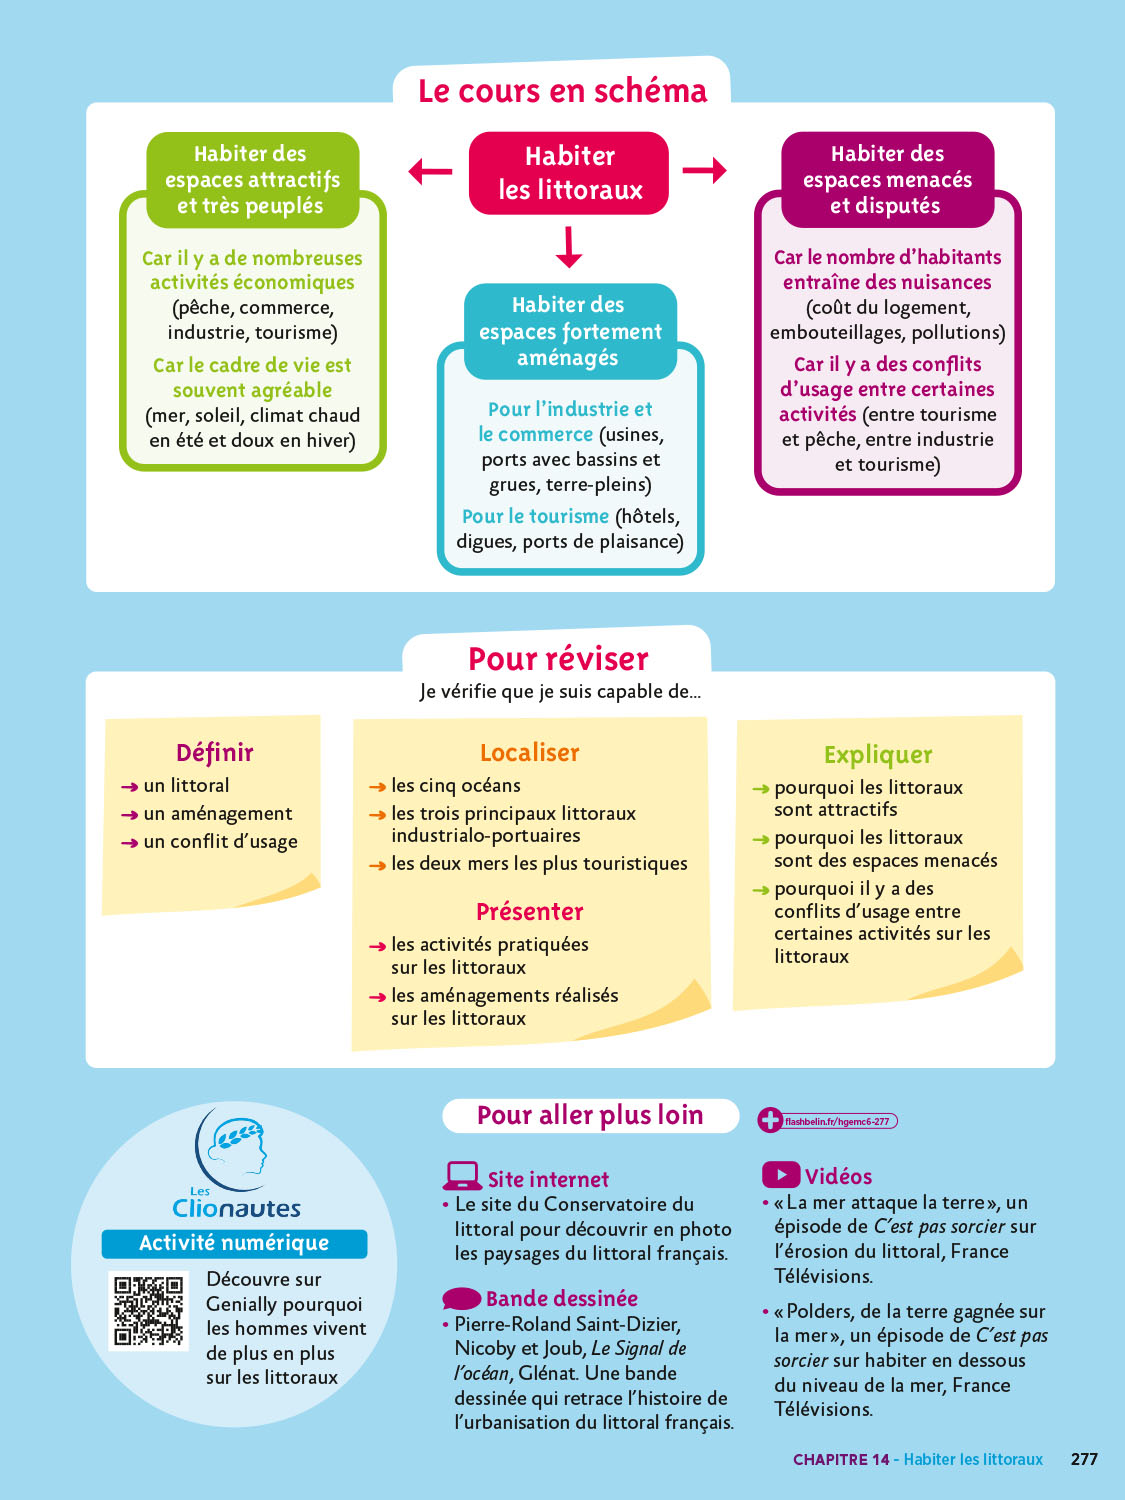 Le cours en schéma
Habiter
les littoraux
Habiter des
espaces attractifs
et très peuplés
Car il y a de nombreuses
activités économiques
(pêche, commerce,
industrie, tourisme)
Car le cadre de vie est
souvent agréable
(mer, soleil, climat chaud
en été et doux en hiver)
Habiter des
espaces fortement
aménagés
Pour l'industrie et
le commerce (usines,
ports avec bassins et
grues, terre-pleins)
Pour le tourisme (hôtels,
digues, ports de plaisance)
Habiter des
espaces menacés
et disputés
Car le nombre d'habitants
entraîne des nuisances
(coût du logement,
embouteillages, pollutions)
Car il y a des conflits
d'usage entre certaines
activités (entre tourisme
et pêche, entre industrie
et tourisme)
Pour réviser
Je vérifie que je suis capable de...
Définir
→ un littoral
→ un aménagement
→ un conflit d'usage
Localiser
→ les cinq océans
→ les trois principaux littoraux
industrialo-portuaires
→ les deux mers les plus touristiques
Présenter
→ les activités pratiquées
sur les littoraux
→ les aménagements réalisés
sur les littoraux
Expliquer
→ pourquoi les littoraux
sont attractifs
→ pourquoi les littoraux
sont des espaces menacés
→ pourquoi il y a des
conflits d'usage entre
certaines activités sur les
littoraux
Les
Clionautes
Activité numérique
Découvre sur
Genially pourquoi
les hommes vivent
de plus en plus
sur les littoraux
Pour aller plus loin
flashbelin.fr/hgemc6-277
Site internet
• Le site du Conservatoire du
littoral pour découvrir en photo
les paysages du littoral français.
Bande dessinée
• Pierre-Roland Saint-Dizier,
Nicoby et Joub, Le Signal de
l'océan, Glénat. Une bande
dessinée qui retrace l'histoire de
l'urbanisation du littoral français.
Vidéos
• « La mer attaque la terre », un
épisode de C'est pas sorcier sur
l'érosion du littoral, France
Télévisions.
• « Polders, de la terre gagnée sur
la mer », un épisode de C'est pas
sorcier sur habiter en dessous
du niveau de la mer, France
Télévisions.
CHAPITRE 14 - Habiter les littoraux 277